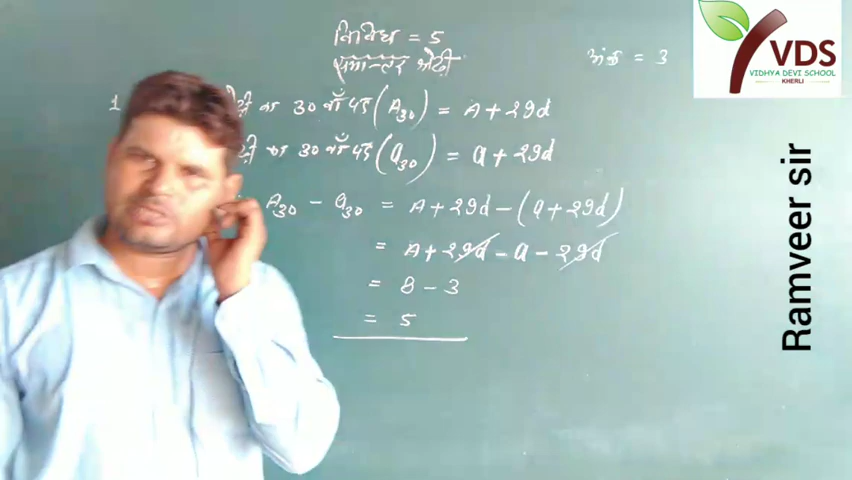 विविध = 5
समान्तर श्रेढ़ी
अंक = 3
VDS
VIDHYA DEVI SCHOOL
KHERLI
1 का 30 वाँ पद (A₃₀) = A + 29d
का 30 वाँ पद (a₃₀) = a + 29d
A₃₀ - a₃₀ = A + 29d - (a + 29d)
= A + 29d - a - 29d
= 8 - 3
= 5
Ramveer sir